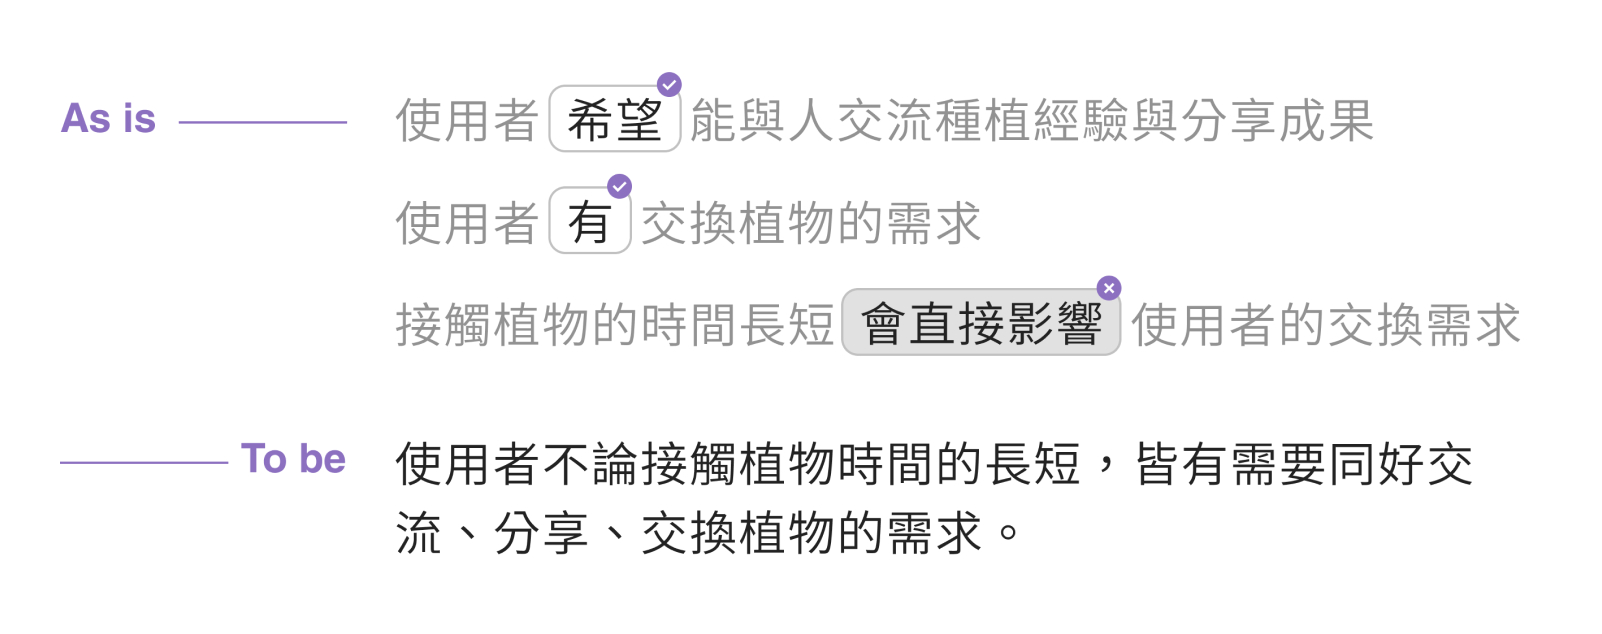 As is 使用者 希望 能與人交流種植經驗與分享成果
使用者 有 交換植物的需求
接觸植物的時間長短 會直接影響 使用者的交換需求
To be 使用者不論接觸植物時間的長短，皆有需要同好交
流、分享、交換植物的需求。